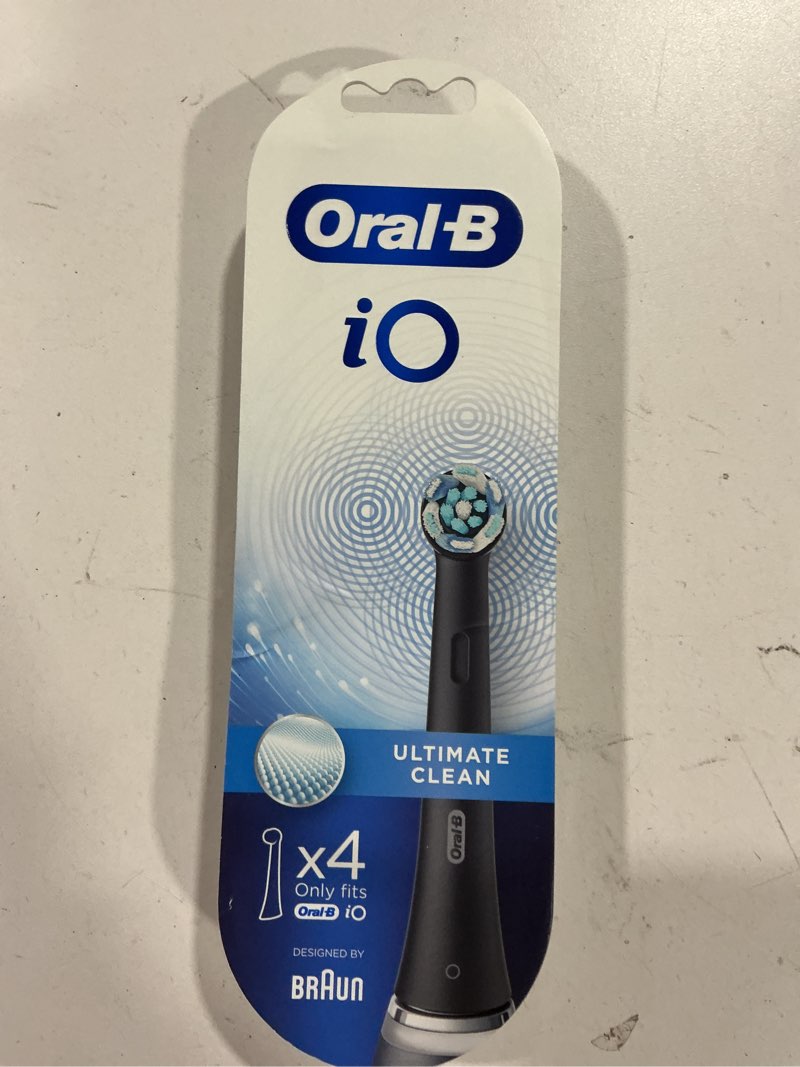 Oral-B
iO
ULTIMATE
CLEAN
Oral-B
x4
Only fits
Oral-B iO
DESIGNED BY
BRAUN